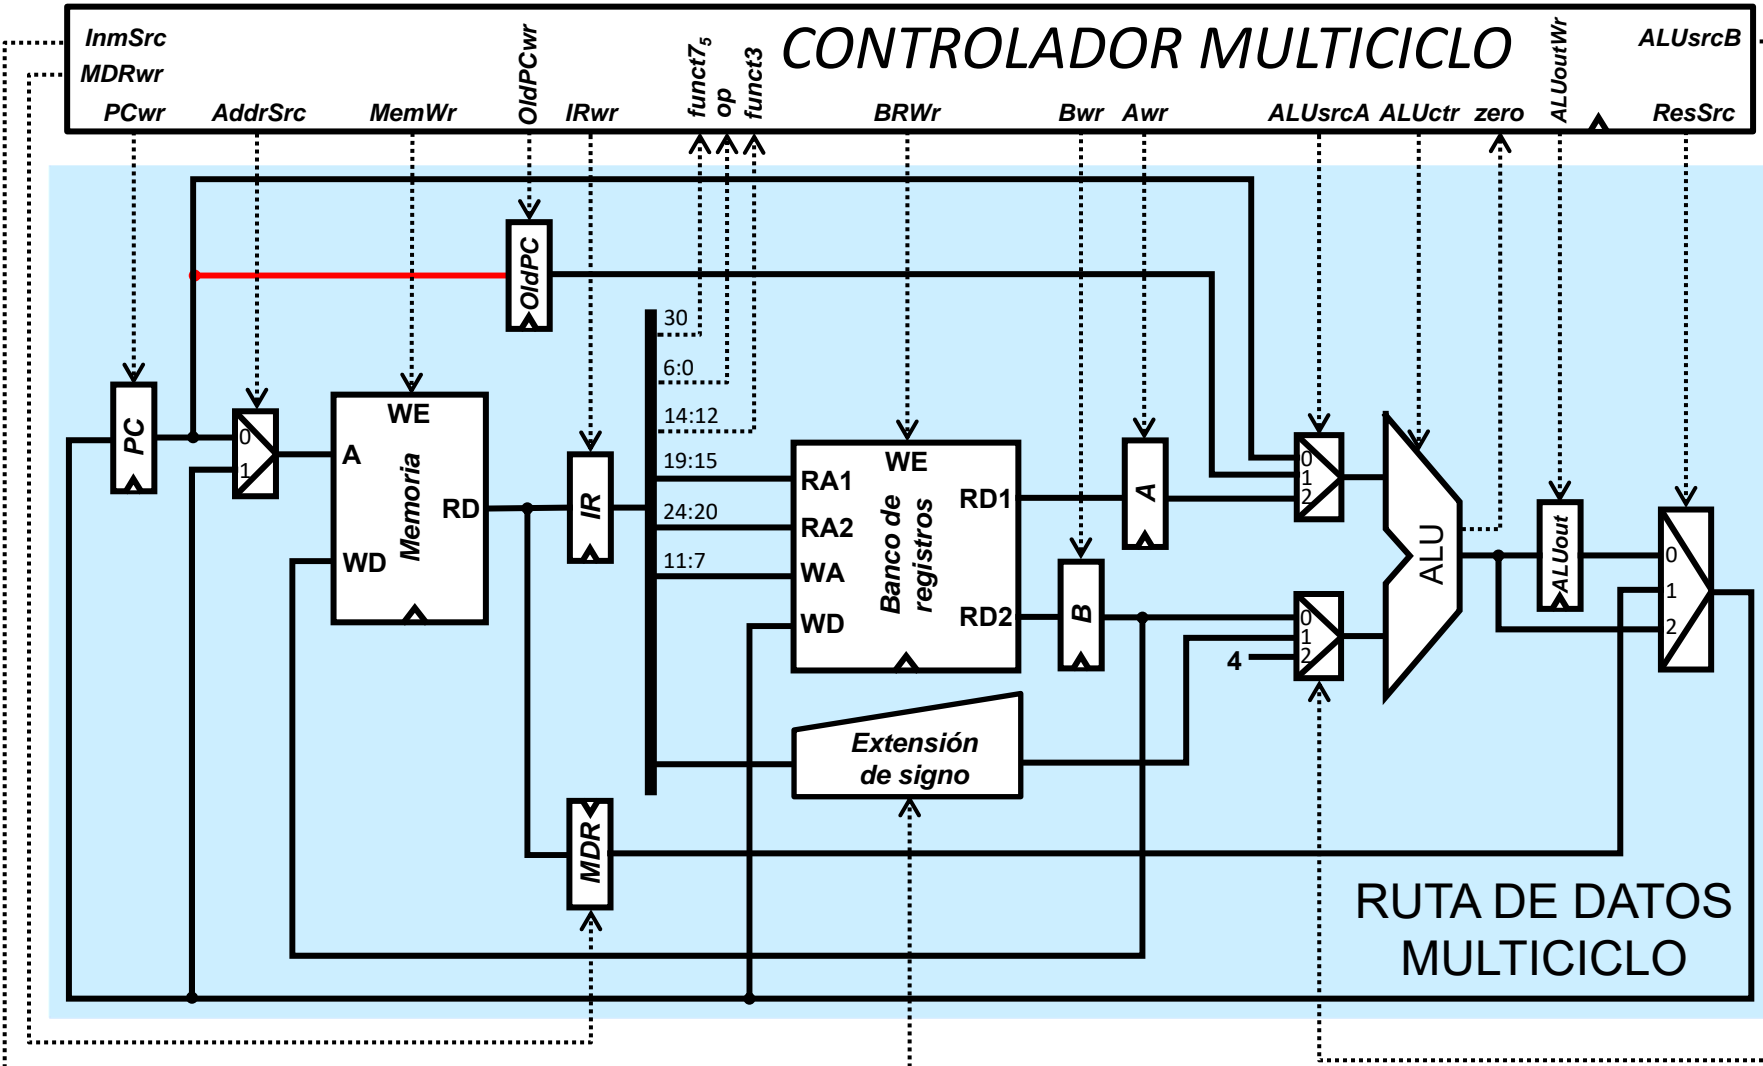 InmSrc
MDRwr
PCwr
AddrSrc
MemWr
OldPCwr
IRwr
funct7₅
op
funct3
CONTROLADOR MULTICICLO
BRWr
Bwr
Awr
ALUsrcA
ALUctr
zero
ALUoutWr
ALUsrcB
ResSrc
OldPC
30
6:0
14:12
19:15
24:20
11:7
PC
0
1
WE
A
Memoria
RD
WD
IR
WE
RA1
RA2
WA
WD
Banco de
registros
RD1
RD2
A
B
0
1
2
0
1
2
4
ALU
ALUout
0
1
2
Extensión
de signo
MDR
RUTA DE DATOS
MULTICICLO